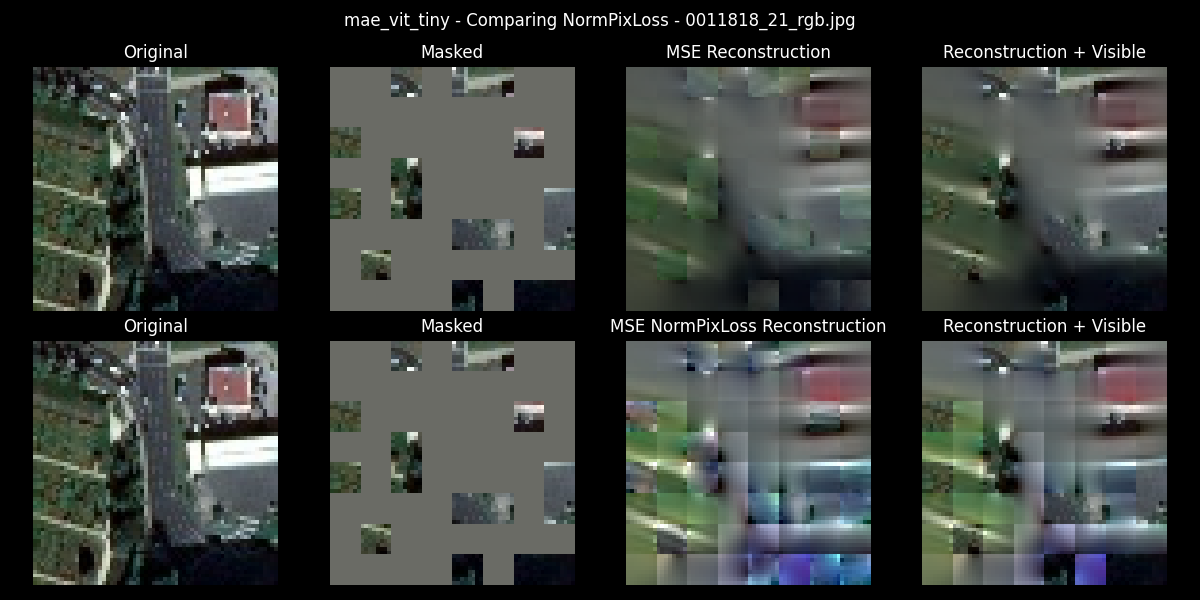 mae_vit_tiny - Comparing NormPixLoss - 0011818_21_rgb.jpg
Original
Masked
MSE Reconstruction
Reconstruction + Visible
Original
Masked
MSE NormPixLoss Reconstruction
Reconstruction + Visible